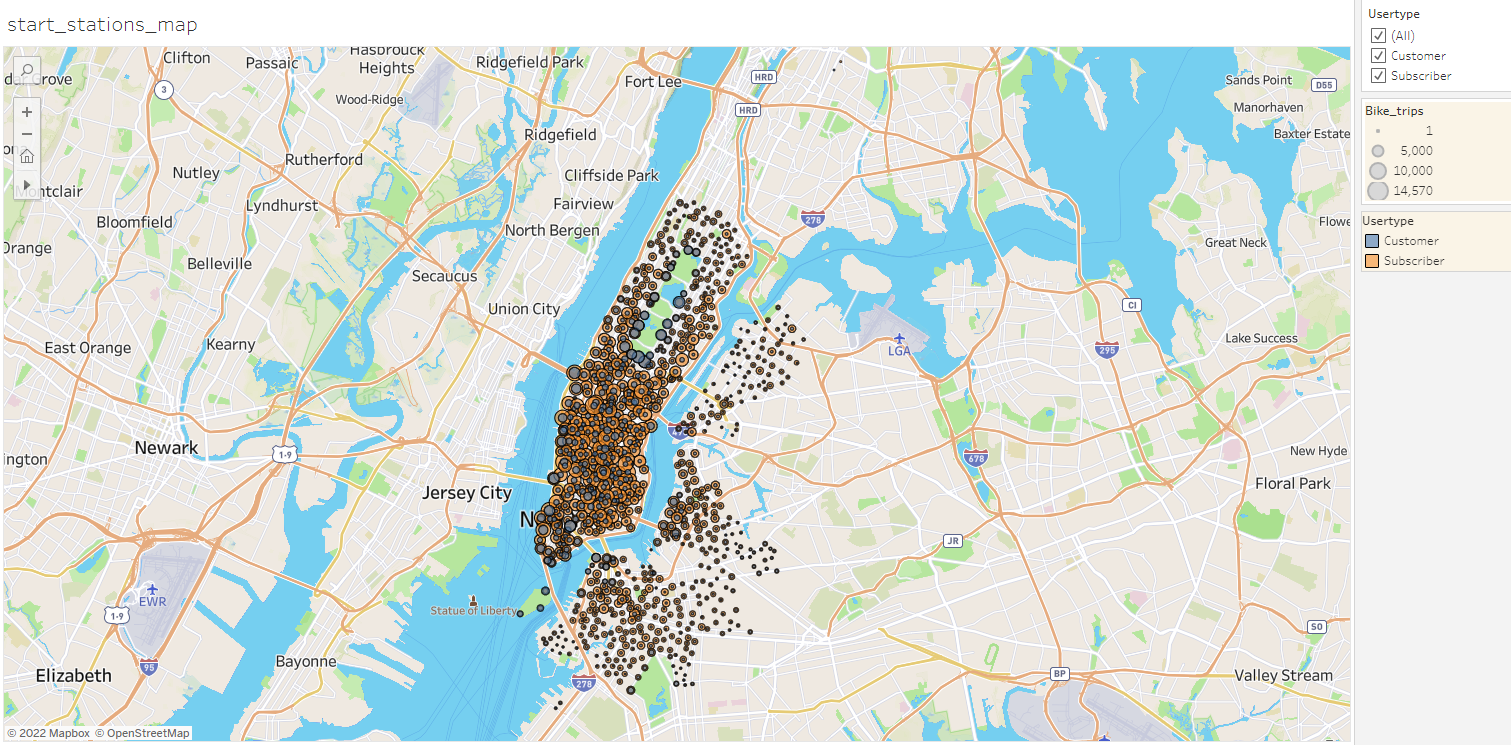 start_stations_map
Clifton
Passaic
Hasbrouck
Heights
Ridgefield Park
Fort Lee
HRD
Sands Point
D55
dar Grove
3
Wood-Ridge
HRD
Manorhaven
Ridgefield
Baxter Estate
Rutherford
Nutley
Cliffside Park
Montclair
Lyndhurst
Fairview
Bloomfield
278
Flowe
North Bergen
Orange
Great Neck
Belleville
Secaucus
Union City
CI
East Orange
Kearny
LGA
295
Lake Success
Newark
1-9
678
New Hyde
ington
Jersey City
Floral Park
N
JR
EWR
Statue of Liberty
1-9
SO
Bayonne
95
Elizabeth
278
BP
Valley Stream
© 2022 Mapbox © OpenStreetMap
Usertype
(All)
Customer
Subscriber
Bike_trips
1
5,000
10,000
14,570
Usertype
Customer
Subscriber